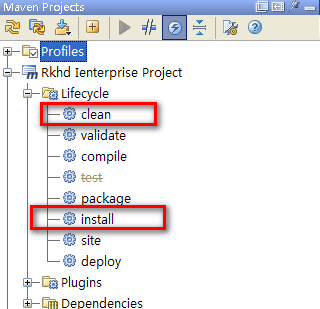 Maven Projects
Profiles
Rkhd Ienterprise Project
Lifecycle
clean
validate
compile
test
package
install
site
deploy
Plugins
Dependencies